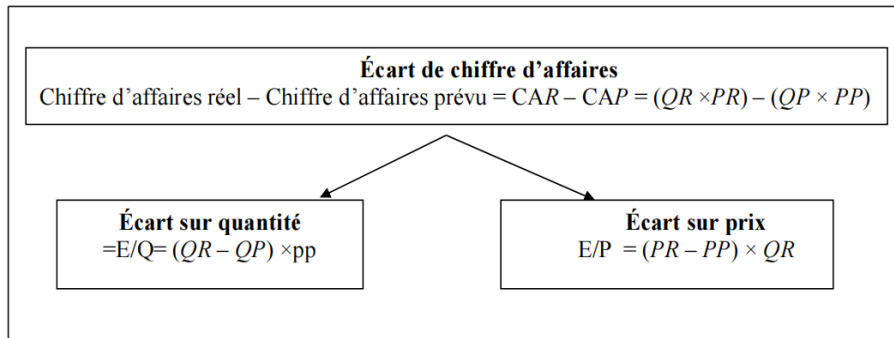 Écart de chiffre d’affaires
Chiffre d’affaires réel – Chiffre d’affaires prévu = CAR – CAP = (QR ×PR) – (QP × PP)
Écart sur quantité
=E/Q= (QR – QP) ×pp
Écart sur prix
E/P = (PR – PP) × QR